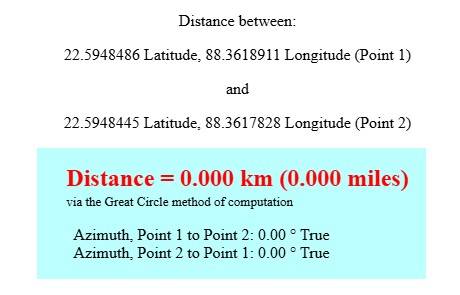 Distance between:
22.5948486 Latitude, 88.3618911 Longitude (Point 1)
and
22.5948445 Latitude, 88.3617828 Longitude (Point 2)
Distance = 0.000 km (0.000 miles)
via the Great Circle method of computation
Azimuth, Point 1 to Point 2: 0.00 ° True
Azimuth, Point 2 to Point 1: 0.00 ° True